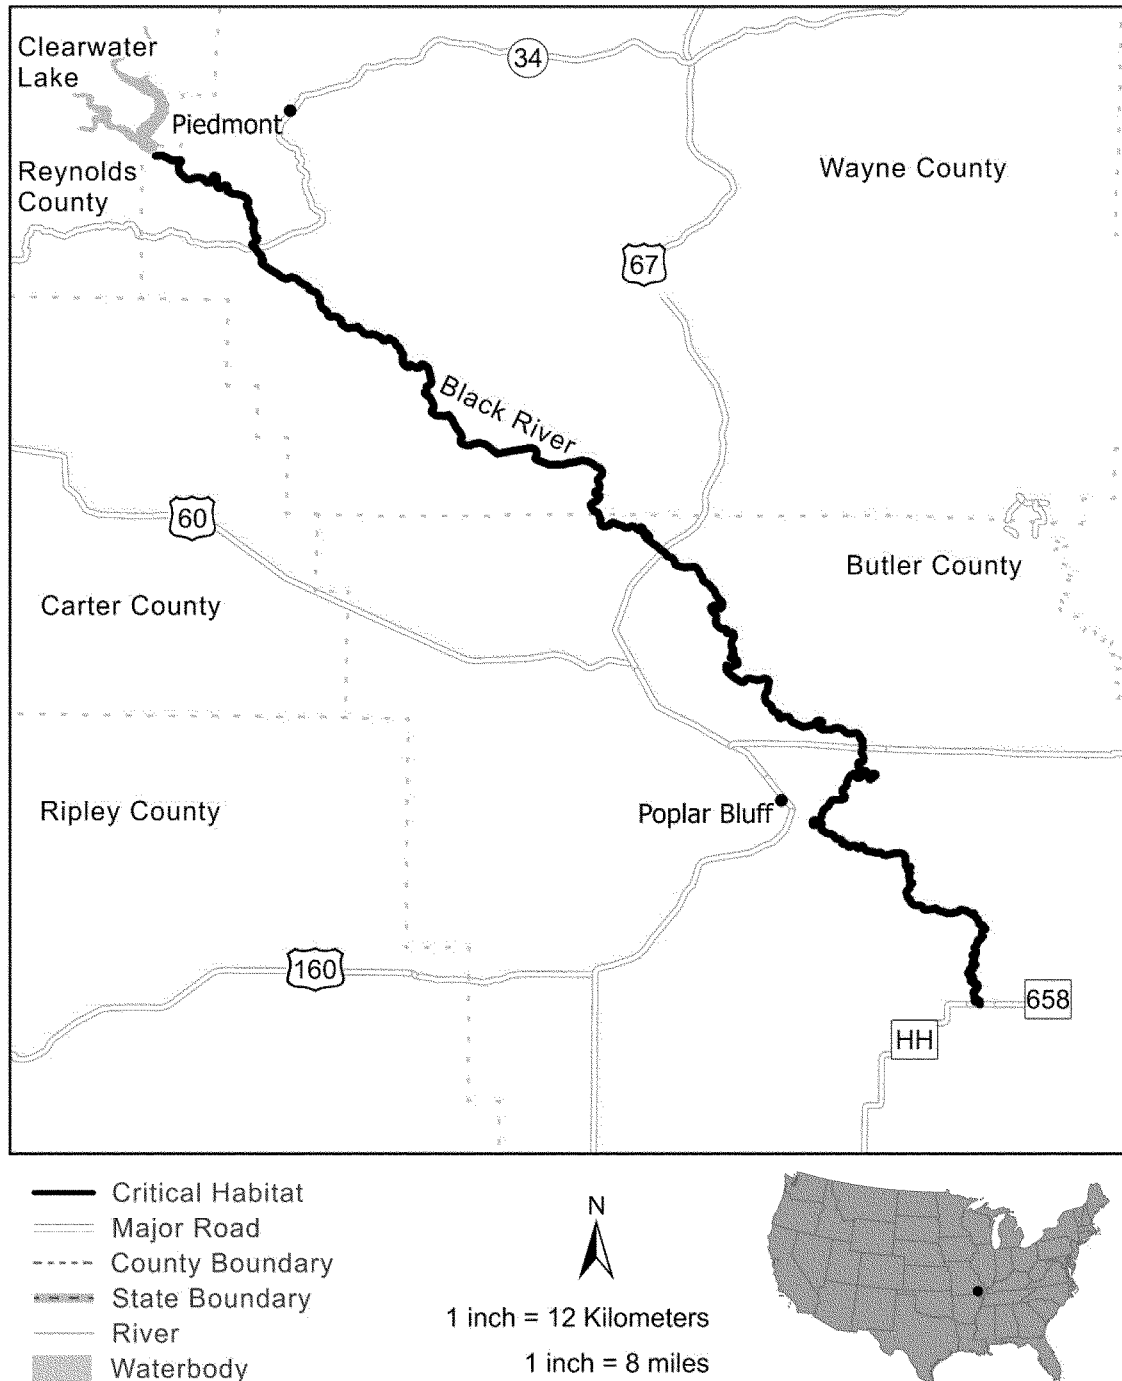 Clearwater
Lake
34
Piedmont
Reynolds
County
Wayne County
67
Black River
60
Butler County
Carter County
Ripley County
Poplar Bluff
160
658
HH
Critical Habitat
Major Road
County Boundary
State Boundary
River
Waterbody
N
1 inch = 12 Kilometers
1 inch = 8 miles